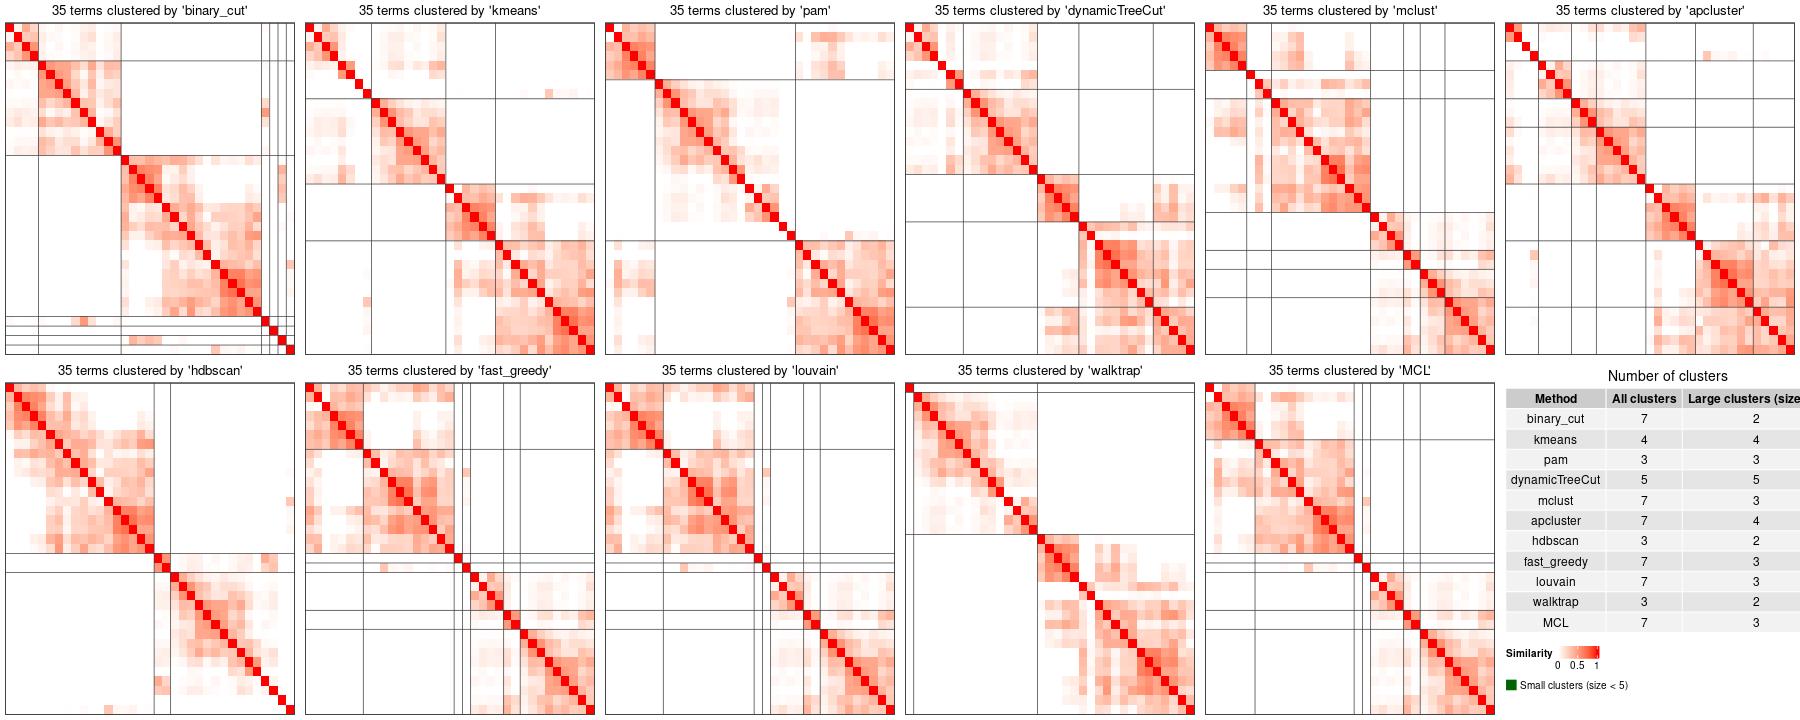 35 terms clustered by 'binary_cut'
35 terms clustered by 'kmeans'
35 terms clustered by 'pam'
35 terms clustered by 'dynamicTreeCut'
35 terms clustered by 'mclust'
35 terms clustered by 'apcluster'
35 terms clustered by 'hdbscan'
35 terms clustered by 'fast_greedy'
35 terms clustered by 'louvain'
35 terms clustered by 'walktrap'
35 terms clustered by 'MCL'
Number of clusters
Method All clusters Large clusters (size
binary_cut 7 2
kmeans 4 4
pam 3 3
dynamicTreeCut 5 5
mclust 7 3
apcluster 7 4
hdbscan 3 2
fast_greedy 7 3
louvain 7 3
walktrap 3 2
MCL 7 3
Similarity
0 0.5 1
Small clusters (size < 5)